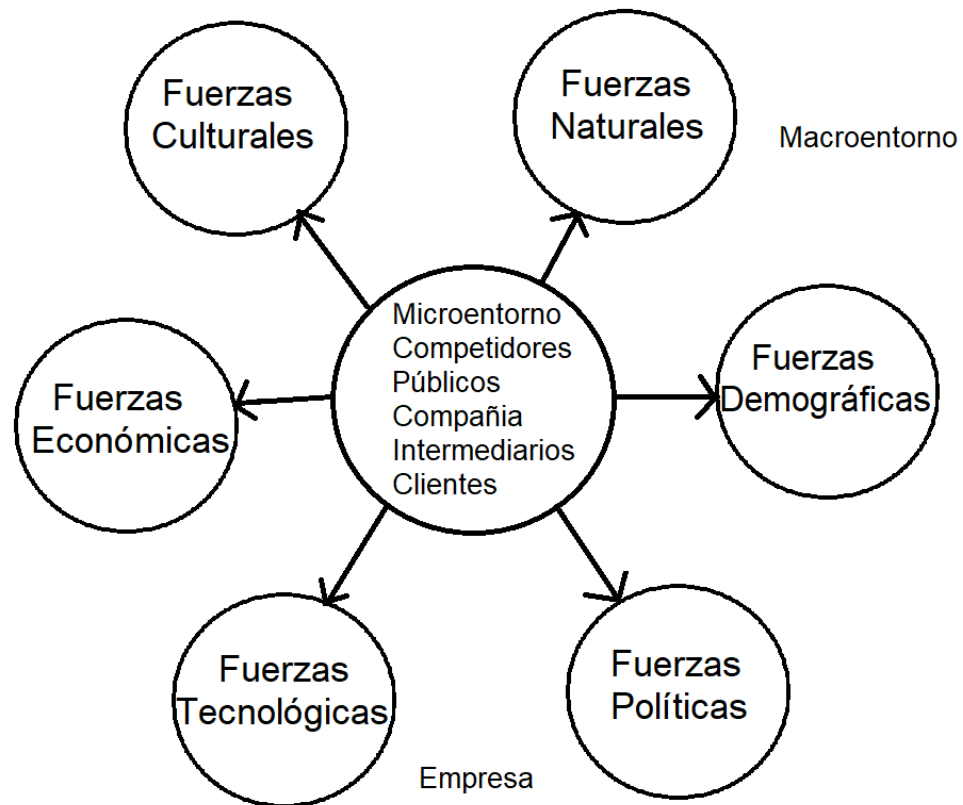 Fuerzas
Culturales
Fuerzas
Naturales
Macroentorno
Microentorno
Competidores
Públicos
Compañia
Intermediarios
Clientes
Fuerzas
Económicas
Fuerzas
Demográficas
Fuerzas
Tecnológicas
Fuerzas
Políticas
Empresa